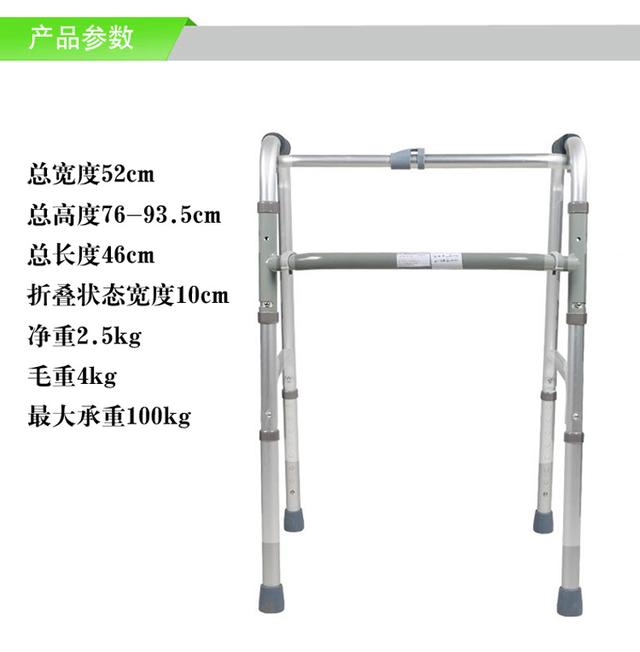 产品参数
总宽度52cm
总高度76-93.5cm
总长度46cm
折叠状态宽度10cm
净重2.5kg
毛重4kg
最大承重100kg